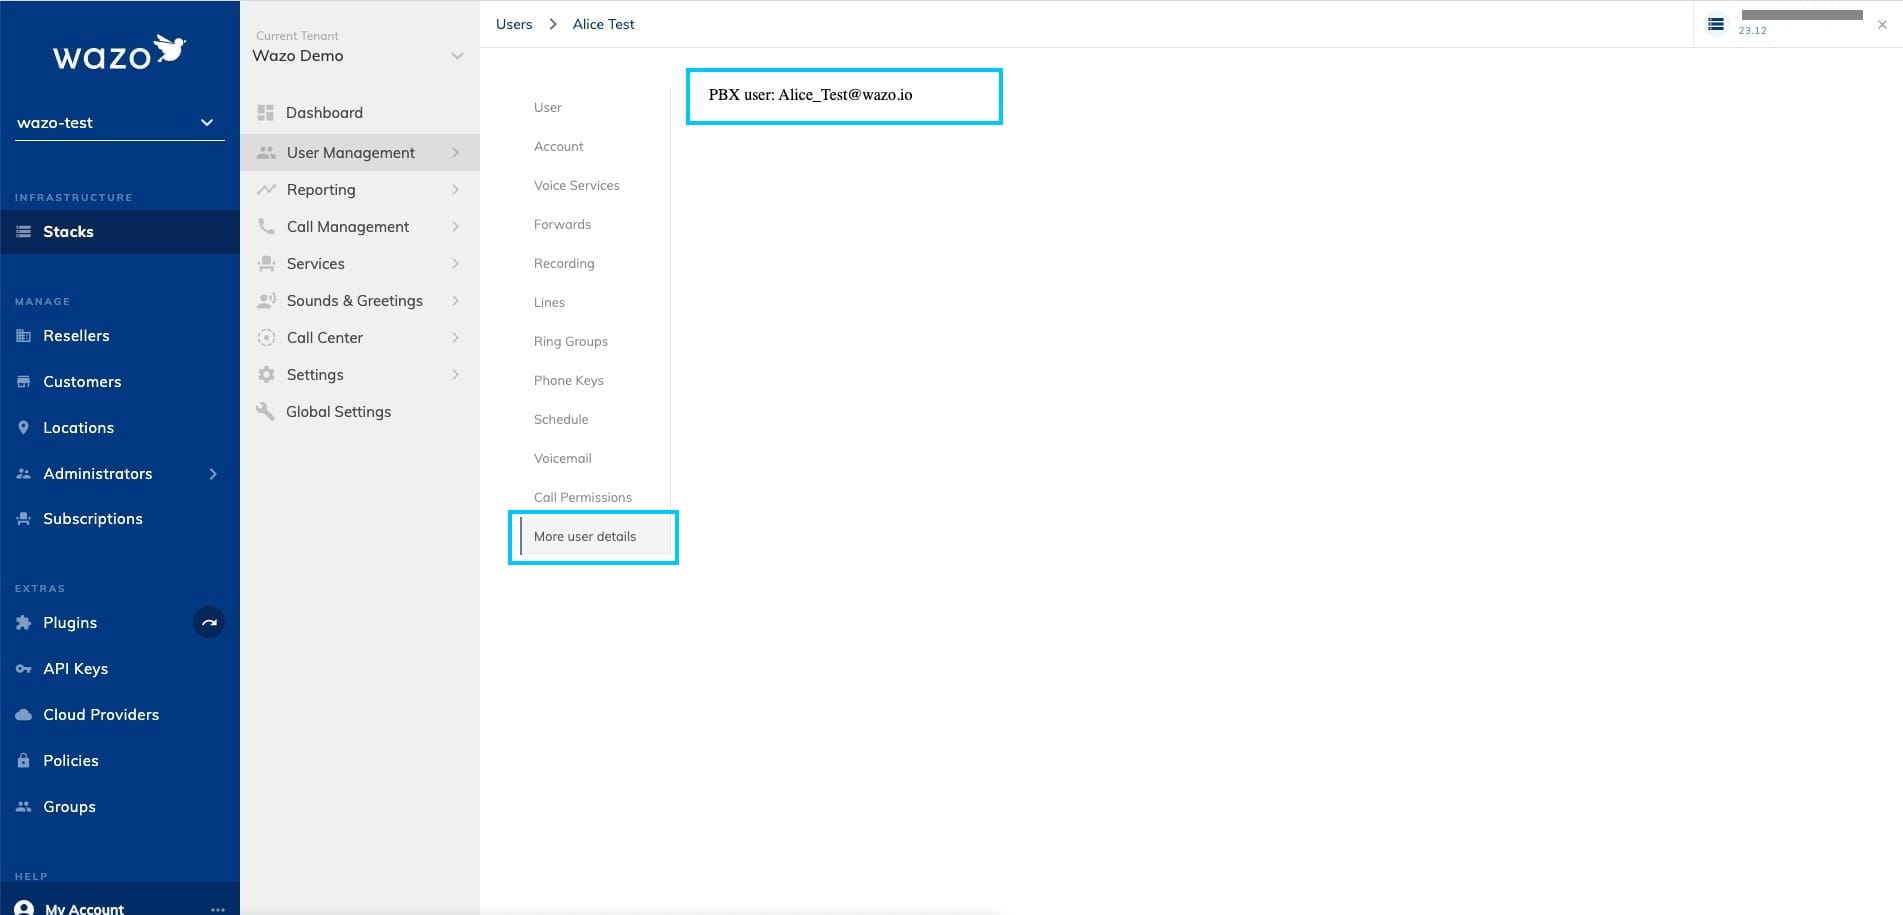 wazo
wazo-test
INFRASTRUCTURE
Stacks
MANAGE
Resellers
Customers
Locations
Administrators
Subscriptions
EXTRAS
Plugins
API Keys
Cloud Providers
Policies
Groups
HELP
My Account
Current Tenant
Wazo Demo
Dashboard
User Management
Reporting
Call Management
Services
Sounds & Greetings
Call Center
Settings
Global Settings
Users > Alice Test
23.12
User
Account
Voice Services
Forwards
Recording
Lines
Ring Groups
Phone Keys
Schedule
Voicemail
Call Permissions
More user details
PBX user: Alice_Test@wazo.io